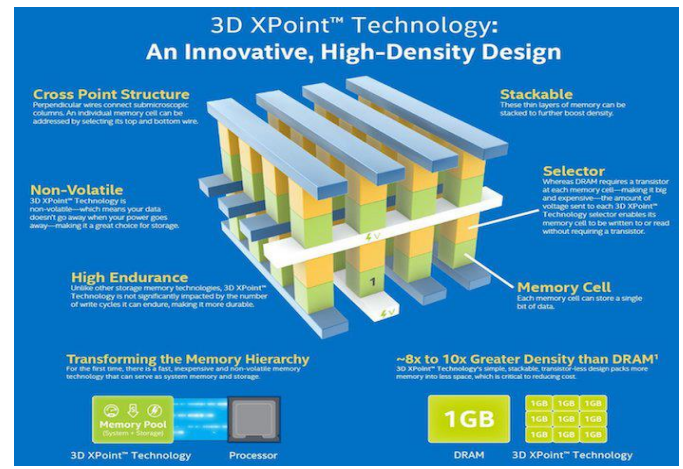 3D XPoint™ Technology:
An Innovative, High-Density Design
Cross Point Structure
Perpendicular wires connect submicroscopic
columns. An individual memory cell can be
addressed by selecting its top and bottom wire.
Non-Volatile
3D XPoint™ Technology is
non-volatile—which means your data
doesn't go away when your power goes
away—making it a great choice for storage.
High Endurance
Unlike other storage memory technologies, 3D XPoint™
Technology is not significantly impacted by the number
of write cycles it can endure, making it more durable.
Stackable
These thin layers of memory can be
stacked to further boost density.
Selector
Whereas DRAM requires a transistor
at each memory cell—making it big
and expensive—the amount of
voltage sent to each 3D XPoint™
Technology selector enables its
memory cell to be written to or read
without requiring a transistor.
Memory Cell
Each memory cell can store a single
bit of data.
V
1
V
Transforming the Memory Hierarchy
For the first time, there is a fast, inexpensive and non-volatile memory
technology that can serve as system memory and storage.
Memory Pool
(System + Storage)
3D XPoint™ Technology
Processor
~8x to 10x Greater Density than DRAM¹
3D XPoint™ Technology's simple, stackable, transistor-less design packs more
memory into less space, which is critical to reducing cost.
1GB
DRAM
1GB 1GB 1GB
1GB 1GB 1GB
1GB 1GB 1GB
3D XPoint™ Technology